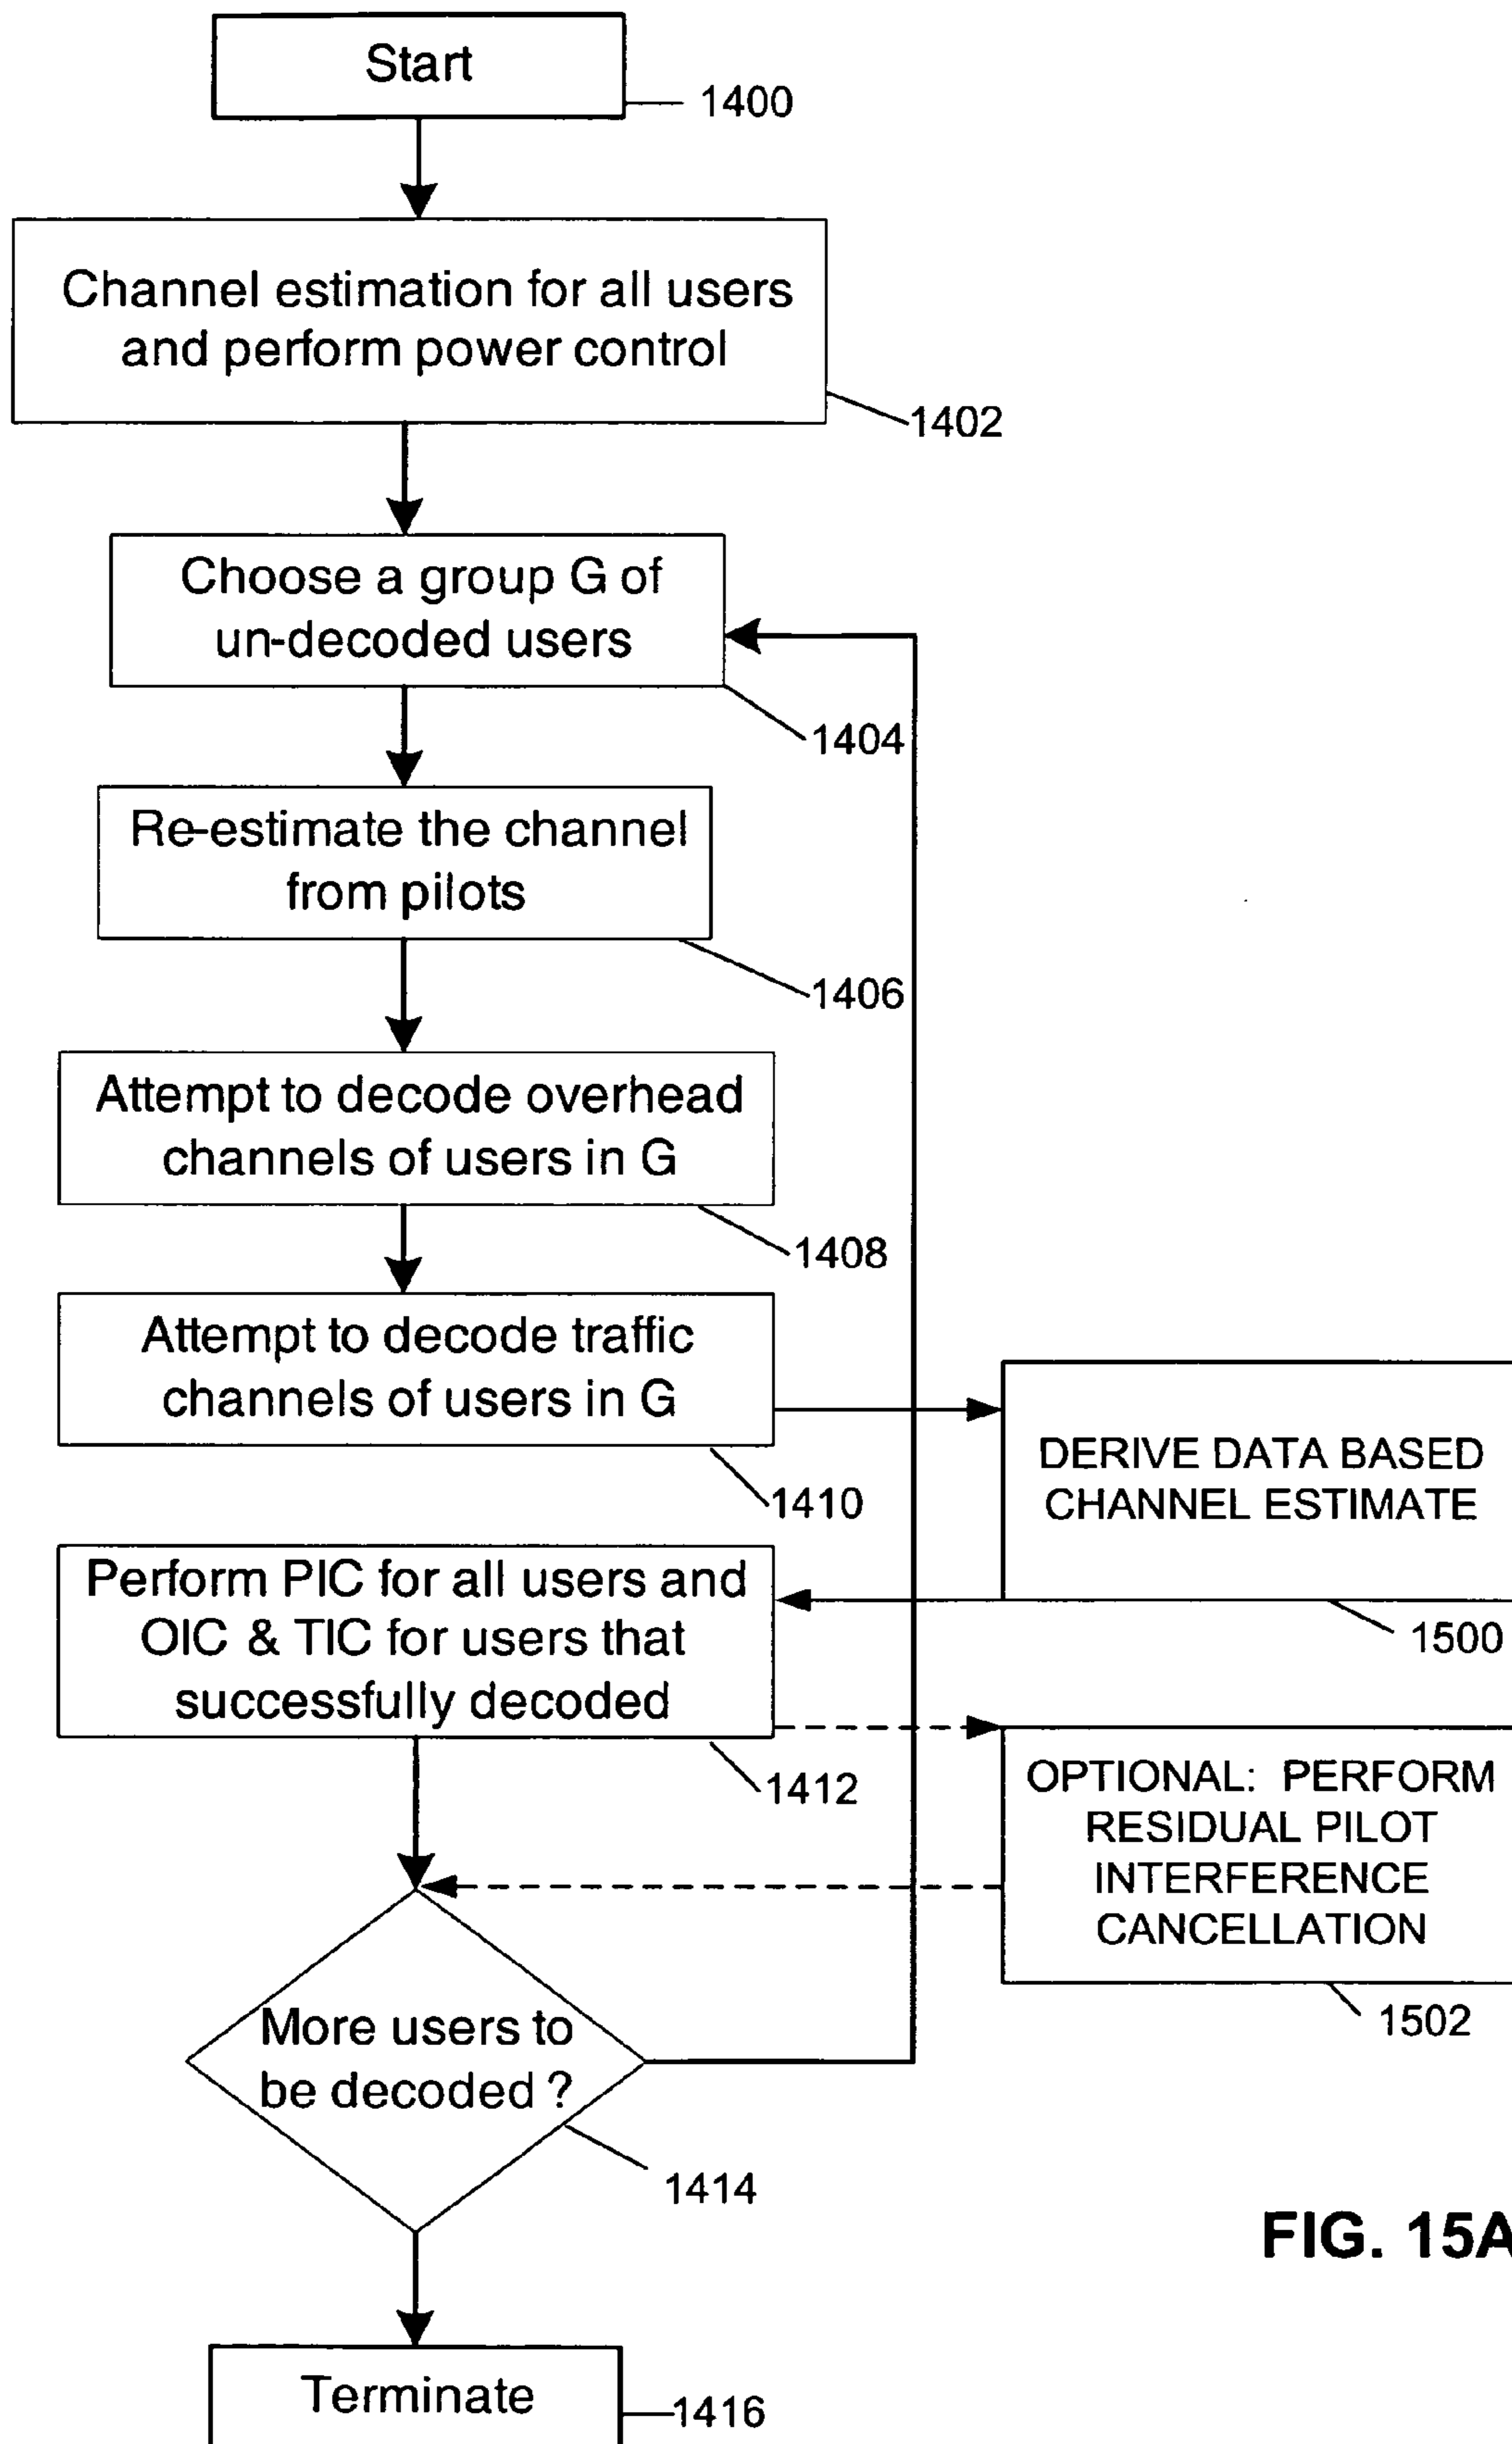 Start
1400
Channel estimation for all users
and perform power control
1402
Choose a group G of
un-decoded users
1404
Re-estimate the channel
from pilots
1406
Attempt to decode overhead
channels of users in G
1408
Attempt to decode traffic
channels of users in G
1410
DERIVE DATA BASED
CHANNEL ESTIMATE
1500
Perform PIC for all users and
OIC & TIC for users that
successfully decoded
1412
OPTIONAL: PERFORM
RESIDUAL PILOT
INTERFERENCE
CANCELLATION
1502
More users to
be decoded ?
1414
FIG. 15A
Terminate
1416